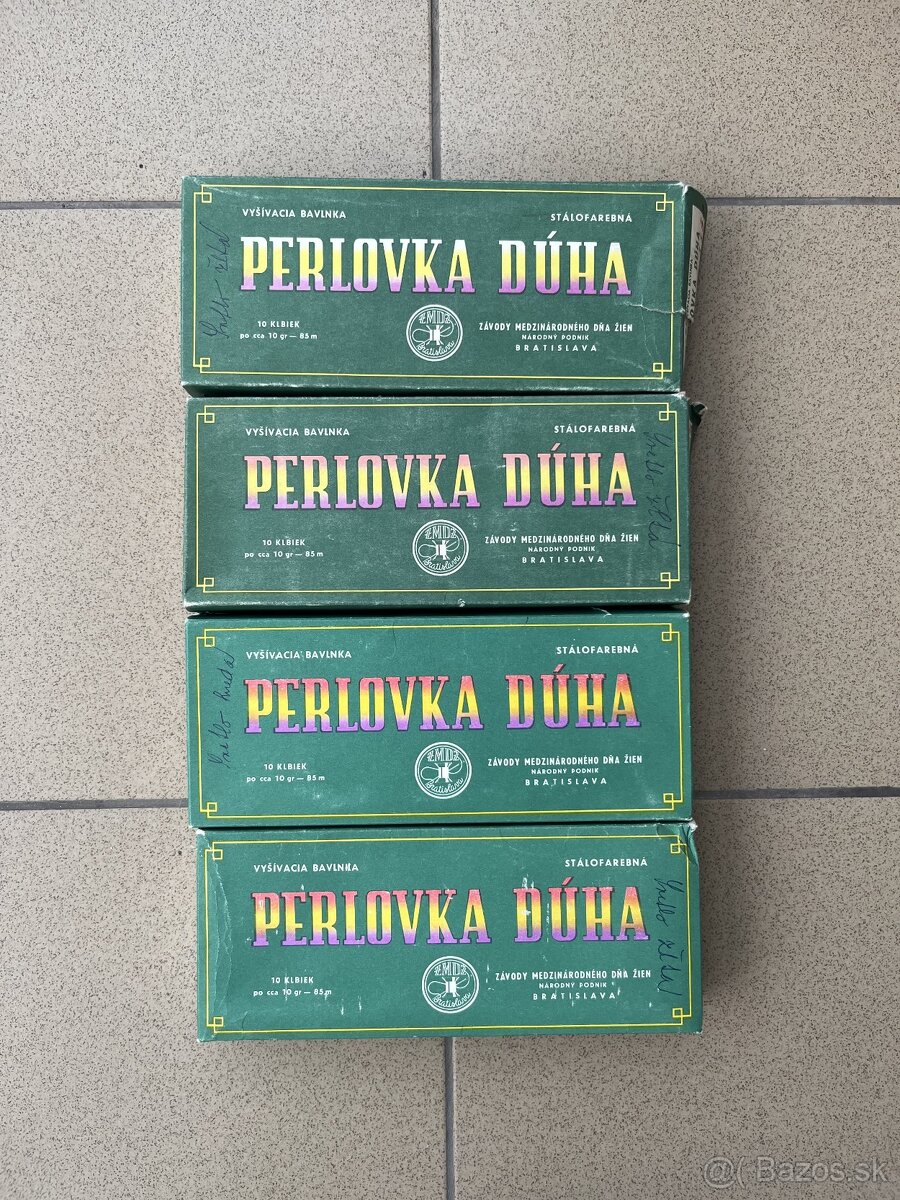 VYŠÍVACIA BAVLNKA
STÁLOFAREBNÁ
PERLOVKA DÚHA
10 KLBIEK
po cca 10 gr — 85 m
ZMDŽ
Bratislava
ZÁVODY MEDZINÁRODNÉHO DŇA ŽIEN
NÁRODNÝ PODNIK
BRATISLAVA
VYŠÍVACIA BAVLNKA
STÁLOFAREBNÁ
PERLOVKA DÚHA
10 KLBIEK
po cca 10 gr — 85 m
ZMDŽ
Bratislava
ZÁVODY MEDZINÁRODNÉHO DŇA ŽIEN
NÁRODNÝ PODNIK
BRATISLAVA
VYŠÍVACIA BAVLNKA
STÁLOFAREBNÁ
PERLOVKA DÚHA
10 KLBIEK
po cca 10 gr — 85 m
ZMDŽ
Bratislava
ZÁVODY MEDZINÁRODNÉHO DŇA ŽIEN
NÁRODNÝ PODNIK
BRATISLAVA
VYŠÍVACIA BAVLNKA
STÁLOFAREBNÁ
PERLOVKA DÚHA
10 KLBIEK
po cca 10 gr — 85 m
ZMDŽ
Bratislava
ZÁVODY MEDZINÁRODNÉHO DŇA ŽIEN
NÁRODNÝ PODNIK
BRATISLAVA
@( Bazos.sk